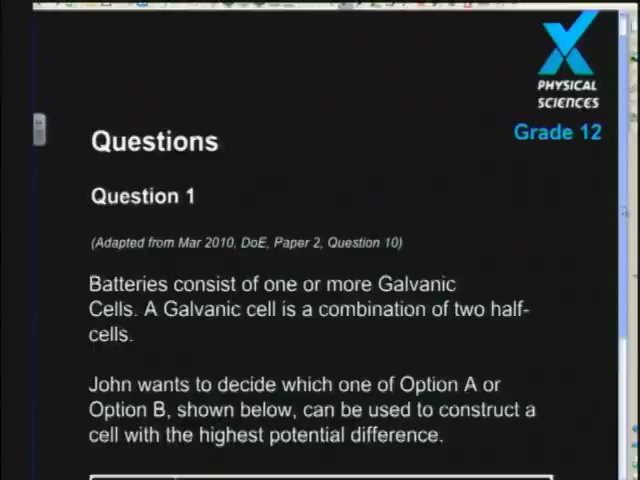 PHYSICAL
SCIENCES
Grade 12
Questions
Question 1
(Adapted from Mar 2010, DoE, Paper 2, Question 10)
Batteries consist of one or more Galvanic
Cells. A Galvanic cell is a combination of two half-
cells.
John wants to decide which one of Option A or
Option B, shown below, can be used to construct a
cell with the highest potential difference.